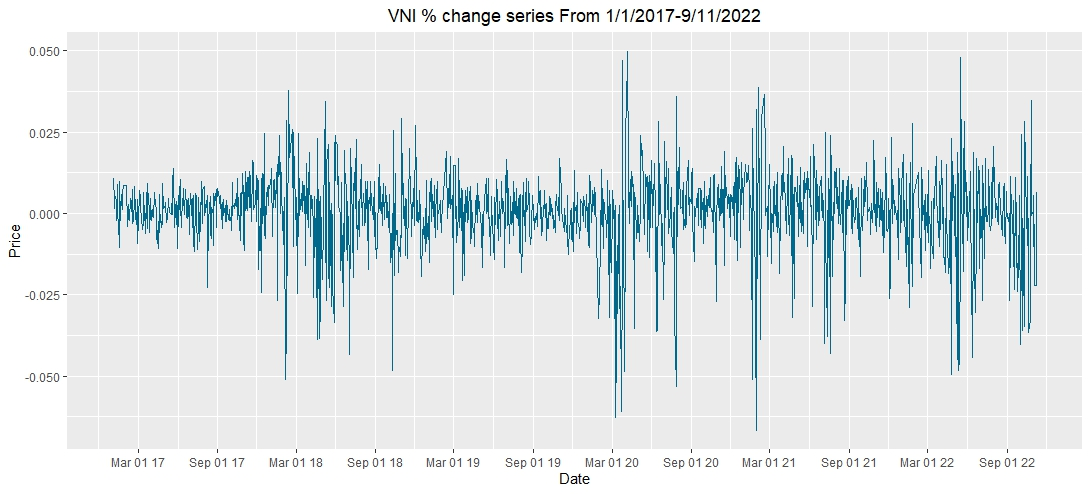 VNI % change series From 1/1/2017-9/11/2022
0.050
0.025
0.000
-0.025
-0.050
Price
Mar 01 17 Sep 01 17 Mar 01 18 Sep 01 18 Mar 01 19 Sep 01 19 Mar 01 20 Sep 01 20 Mar 01 21 Sep 01 21 Mar 01 22 Sep 01 22
Date